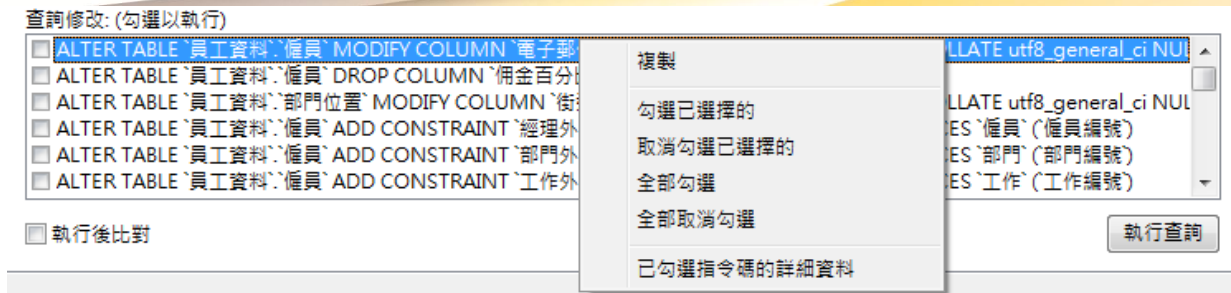 查詢修改: (勾選以執行)
ALTER TABLE `員工資料`.`僱員` MODIFY COLUMN `電子郵 LLATE utf8_general_ci NUL
ALTER TABLE `員工資料`.`僱員` DROP COLUMN `佣金百分
ALTER TABLE `員工資料`.`部門位置` MODIFY COLUMN `街 LLATE utf8_general_ci NUL
ALTER TABLE `員工資料`.`僱員` ADD CONSTRAINT `經理外 ES `僱員` (`僱員編號`)
ALTER TABLE `員工資料`.`僱員` ADD CONSTRAINT `部門外 ES `部門` (`部門編號`)
ALTER TABLE `員工資料`.`僱員` ADD CONSTRAINT `工作外 ES `工作` (`工作編號`)
複製
勾選已選擇的
取消勾選已選擇的
全部勾選
全部取消勾選
已勾選指令碼的詳細資料
執行後比對
執行查詢